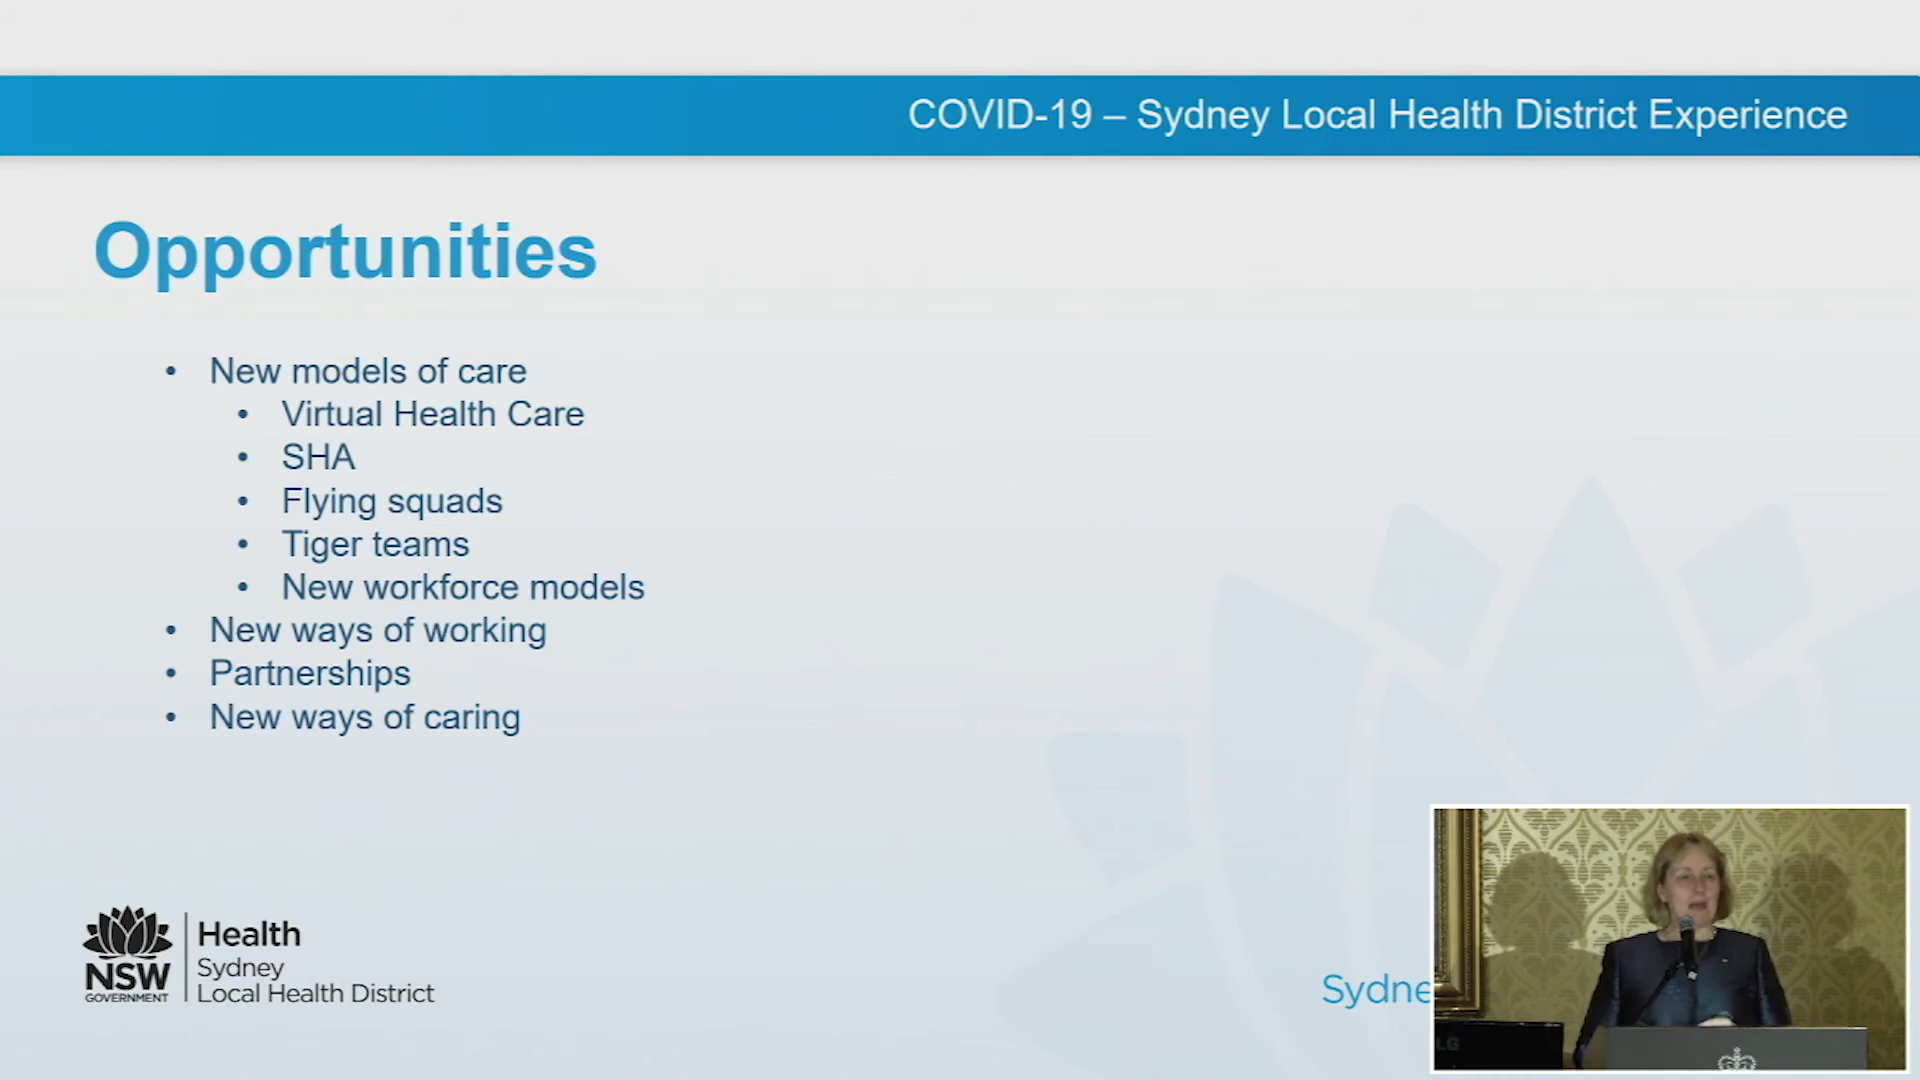 COVID-19 – Sydney Local Health District Experience
Opportunities
• New models of care
• Virtual Health Care
• SHA
• Flying squads
• Tiger teams
• New workforce models
• New ways of working
• Partnerships
• New ways of caring
NSW
GOVERNMENT
Health
Sydney
Local Health District
Sydne
LG